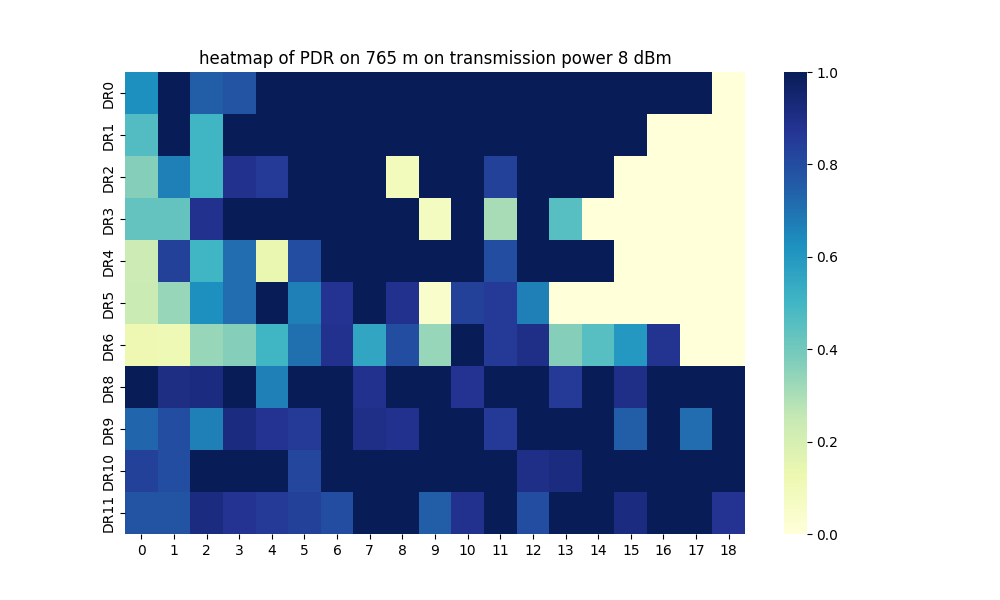 heatmap of PDR on 765 m on transmission power 8 dBm
DR0
DR1
DR2
DR3
DR4
DR5
DR6
DR8
DR9
DR10
DR11
0 1 2 3 4 5 6 7 8 9 10 11 12 13 14 15 16 17 18
1.0
0.8
0.6
0.4
0.2
0.0